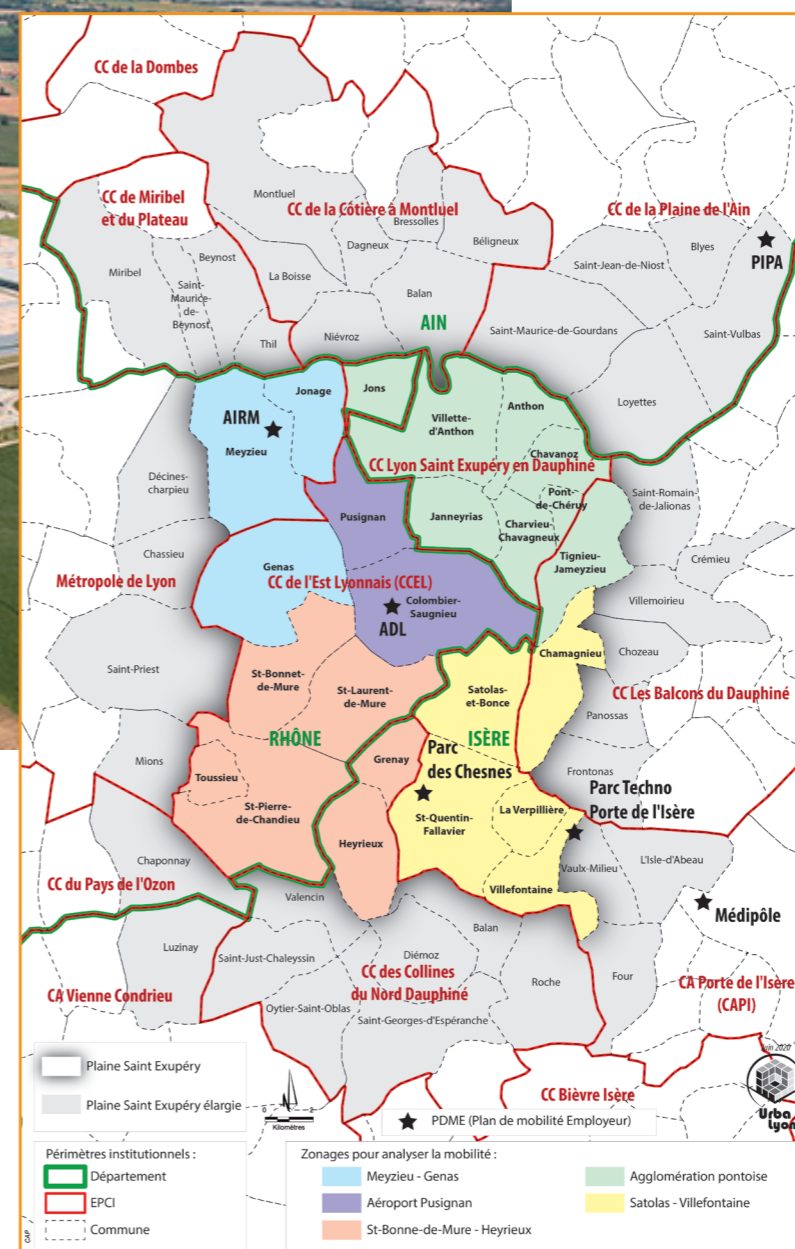 CC de la Dombes
CC de Miribel
et du Plateau
Montluel
CC de la Côtière à Montluel
Bressolles
Dagneux
Béligneux
CC de la Plaine de l'Ain
Blyes
PIPA
Saint-Jean-de-Niost
Miribel
Beynost
Saint-
Maurice-
de-
Beynost
La Boisse
Balan
AIN
Thil
Niévroz
Saint-Maurice-de-Gourdans
Saint-Vulbas
Loyettes
Jonage
AIRM
Meyzieu
Jons
Villette-
d'Anthon
Anthon
Chavanoz
CC Lyon Saint Exupéry en Dauphiné
Pont-
de-Chéruy
Décines-
charpieu
Pusignan
Janneyrias
Charvieu-
Chavagneux
Tignieu-
Jameyzieu
Saint-Romain-
de-Jalionas
Crémieu
Chassieu
Métropole de Lyon
Genas
CC de l'Est Lyonnais (CCEL)
Colombier-
Saugnieu
ADL
Villemoirieu
Chamagnieu
Chozeau
Saint-Priest
St-Bonnet-
de-Mure
St-Laurent-
de-Mure
Satolas-
et-Bonce
CC Les Balcons du Dauphiné
Panossas
RHÔNE
ISÈRE
Mions
Toussieu
Grenay
Parc
des Chesnes
Frontonas
Parc Techno
Porte de l'Isère
St-Pierre-
de-Chandieu
St-Quentin-
Fallavier
La Verpillière
Heyrieux
Chaponnay
CC du Pays de l'Ozon
Valencin
Villefontaine
Vaulx-Milieu
L'Isle-d'Abeau
Médipôle
Luzinay
Saint-Just-Chaleyssin
Diémoz
Balan
CA Vienne Condrieu
CC des Collines
du Nord Dauphiné
Roche
Four
CA Porte de l'Isère
(CAPI)
Oytier-Saint-Oblas
Saint-Georges-d'Espéranche
CC Bièvre Isère
juin 2020
Urba
Lyon
Plaine Saint Exupéry
Plaine Saint Exupéry élargie
N
0 2
Kilomètres
PDME (Plan de mobilité Employeur)
Périmètres institutionnels :
Département
EPCI
Commune
Zonages pour analyser la mobilité :
Meyzieu - Genas
Aéroport Pusignan
St-Bonne-de-Mure - Heyrieux
Agglomération pontoise
Satolas - Villefontaine
CAP